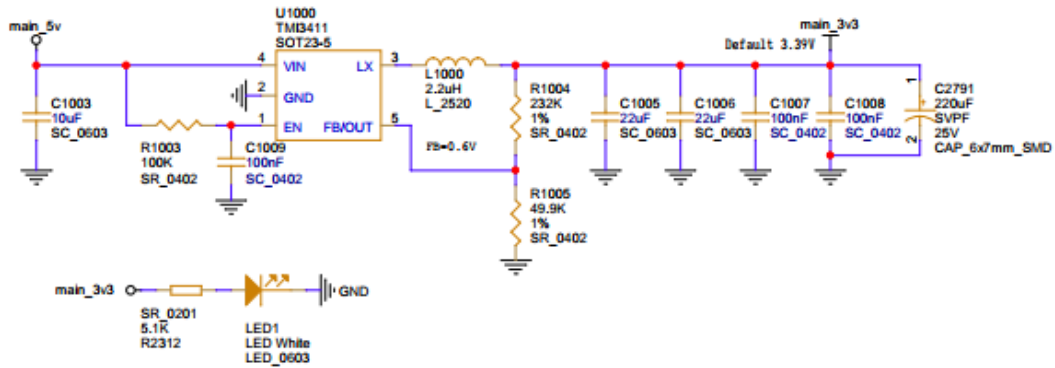 U1000
TMI3411
SOT23-5
main_5v
4
VIN
LX
3
2
GND
1
EN
FB/OUT
5
C1003
10uF
SC_0603
R1003
100K
SR_0402
C1009
100nF
SC_0402
L1000
2.2uH
L_2520
FB=0.6V
R1004
232K
1%
SR_0402
R1005
49.9K
1%
SR_0402
main_3v3
Default 3.39V
C1005
22uF
SC_0603
C1006
22uF
SC_0603
C1007
100nF
SC_0402
C1008
100nF
SC_0402
1
+
2
C2791
220uF
SVPF
25V
CAP_6x7mm_SMD
main_3v3
SR_0201
5.1K
R2312
LED1
LED White
LED_0603
GND